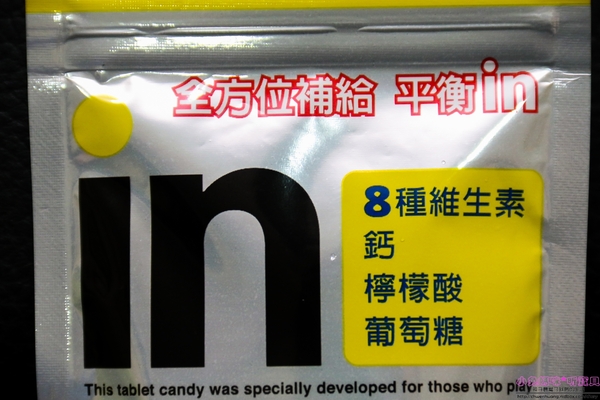 全方位補給 平衡in
in
8種維生素
鈣
檸檬酸
葡萄糖
This tablet candy was specially developed for those who play